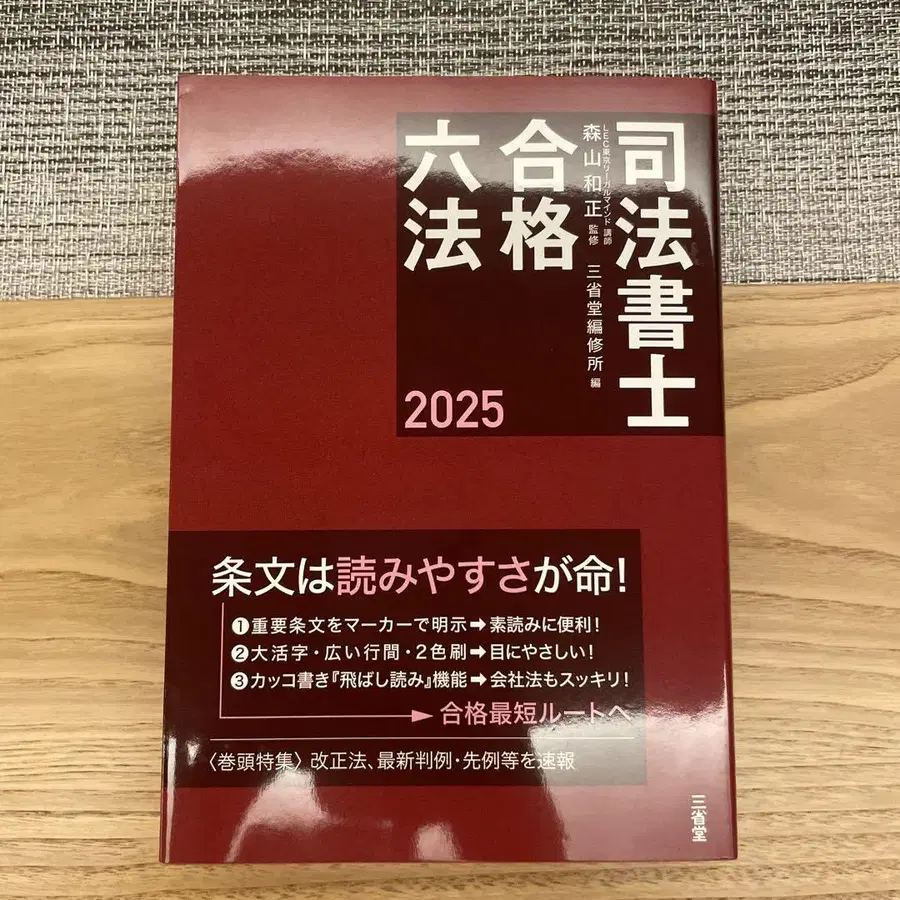 司法書士
合格
六法
2025
LEC東京リーガルマインド 講師
森山和正 監修
三省堂編修所 編
条文は読みやすさが命!
❶重要条文をマーカーで明示➡素読みに便利!
❷大活字・広い行間・2色刷➡目にやさしい!
❸カッコ書き『飛ばし読み』機能➡会社法もスッキリ!
合格最短ルートへ
〈巻頭特集〉改正法、最新判例・先例等を速報
三省堂